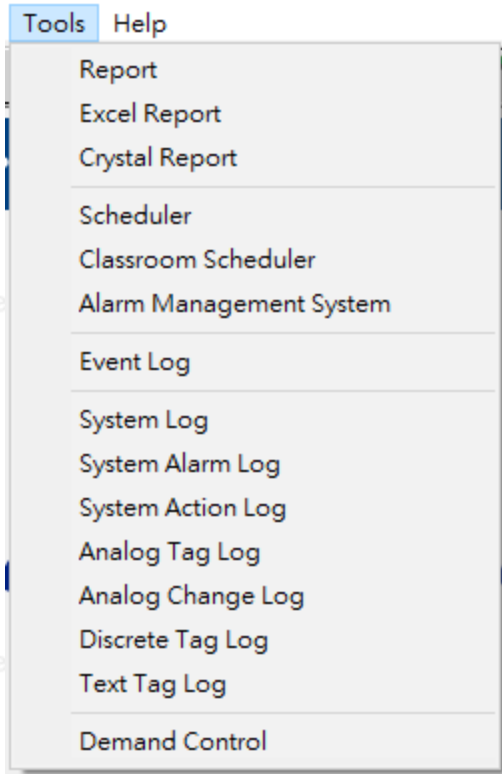 Tools Help
Report
Excel Report
Crystal Report
Scheduler
Classroom Scheduler
Alarm Management System
Event Log
System Log
System Alarm Log
System Action Log
Analog Tag Log
Analog Change Log
Discrete Tag Log
Text Tag Log
Demand Control